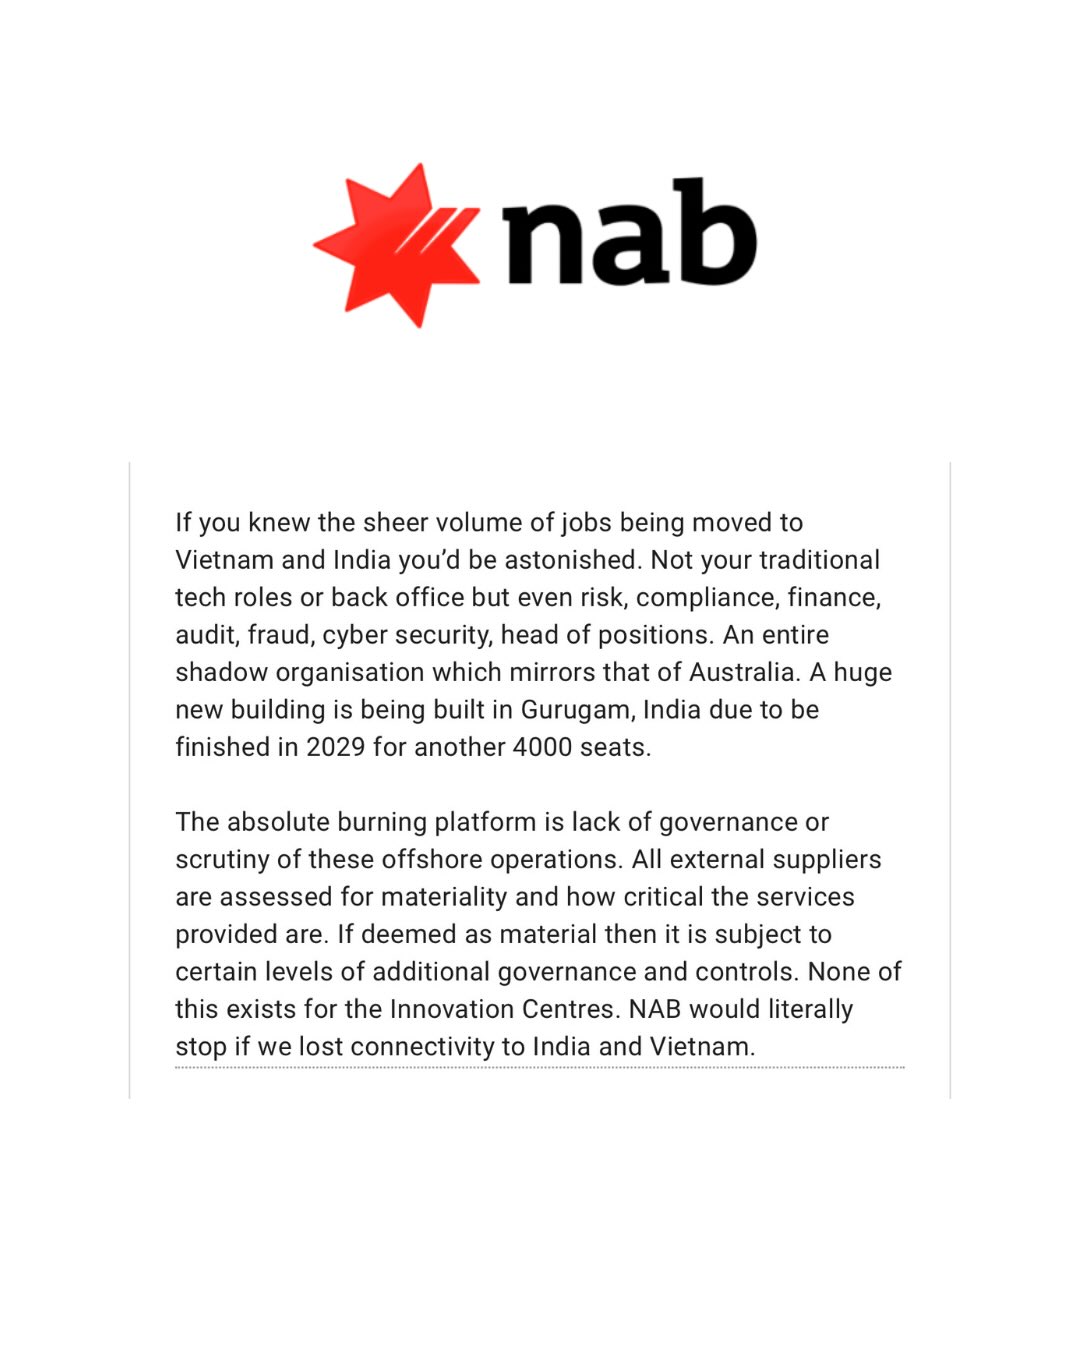 nab
If you knew the sheer volume of jobs being moved to
Vietnam and India you’d be astonished. Not your traditional
tech roles or back office but even risk, compliance, finance,
audit, fraud, cyber security, head of positions. An entire
shadow organisation which mirrors that of Australia. A huge
new building is being built in Gurugam, India due to be
finished in 2029 for another 4000 seats.
The absolute burning platform is lack of governance or
scrutiny of these offshore operations. All external suppliers
are assessed for materiality and how critical the services
provided are. If deemed as material then it is subject to
certain levels of additional governance and controls. None of
this exists for the Innovation Centres. NAB would literally
stop if we lost connectivity to India and Vietnam.